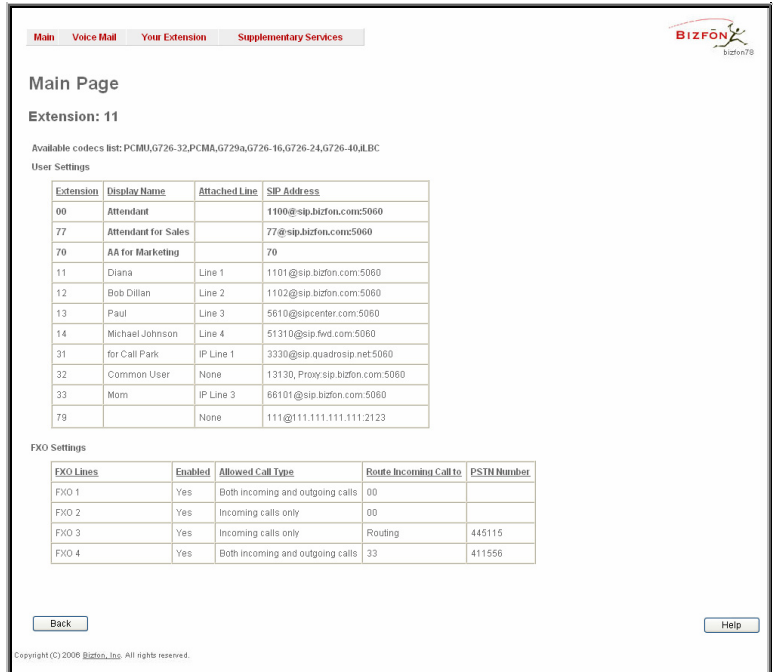 Main Voice Mail Your Extension Supplementary Services
BIZFŌN
bizfon78
Main Page
Extension: 11
Available codecs list: PCMU,G726-32,PCMA,G729a,G726-16,G726-24,G726-40,iLBC
User Settings
Extension Display Name Attached Line SIP Address
00 Attendant 1100@sip.bizfon.com:5060
77 Attendant for Sales 77@sip.bizfon.com:5060
70 AA for Marketing 70
11 Diana Line 1 1101@sip.bizfon.com:5060
12 Bob Dillan Line 2 1102@sip.bizfon.com:5060
13 Paul Line 3 5610@sipcenter.com:5060
14 Michael Johnson Line 4 51310@sip.fwd.com:5060
31 for Call Park IP Line 1 3330@sip.quadrosip.net:5060
32 Common User None 13130, Proxy:sip.bizfon.com:5060
33 Mom IP Line 3 66101@sip.bizfon.com:5060
79 None 111@111.111.111.111:2123
FXO Settings
FXO Lines Enabled Allowed Call Type Route Incoming Call to PSTN Number
FXO 1 Yes Both incoming and outgoing calls 00
FXO 2 Yes Incoming calls only 00
FXO 3 Yes Incoming calls only Routing 445115
FXO 4 Yes Both incoming and outgoing calls 33 411556
Back Help
Copyright (C) 2006 Bizfon, Inc. All rights reserved.